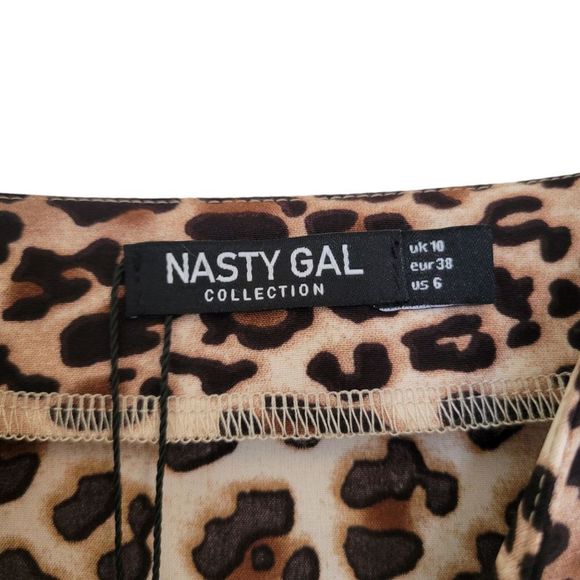 NASTY GAL
COLLECTION
uk 10
eur 38
us 6